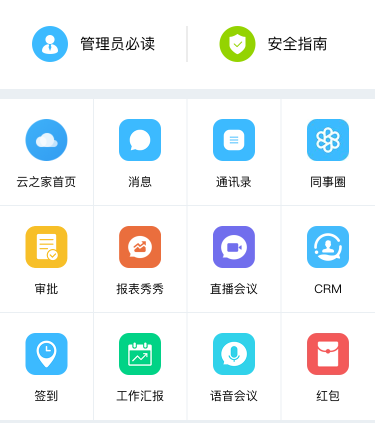 管理员必读 安全指南
云之家首页 消息 通讯录 同事圈
审批 报表秀秀 直播会议 CRM
签到 工作汇报 语音会议 红包